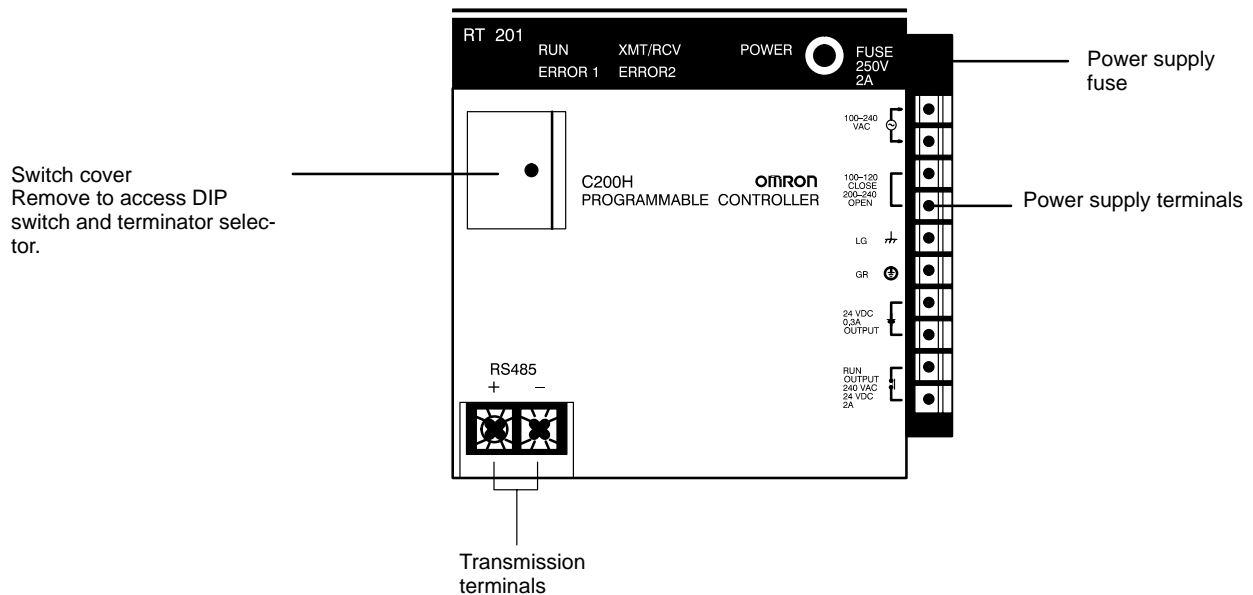 RT 201
RUN XMT/RCV POWER
ERROR 1 ERROR2
FUSE
250V
2A
Power supply
fuse
100–240
VAC
Switch cover
Remove to access DIP
switch and terminator selec-
tor.
C200H OMRON
PROGRAMMABLE CONTROLLER
100–120
CLOSE
200–240
OPEN
Power supply terminals
LG
GR
24 VDC
0,3A
OUTPUT
RUN
OUTPUT
240 VAC
24 VDC
2A
RS485
+ −
Transmission
terminals